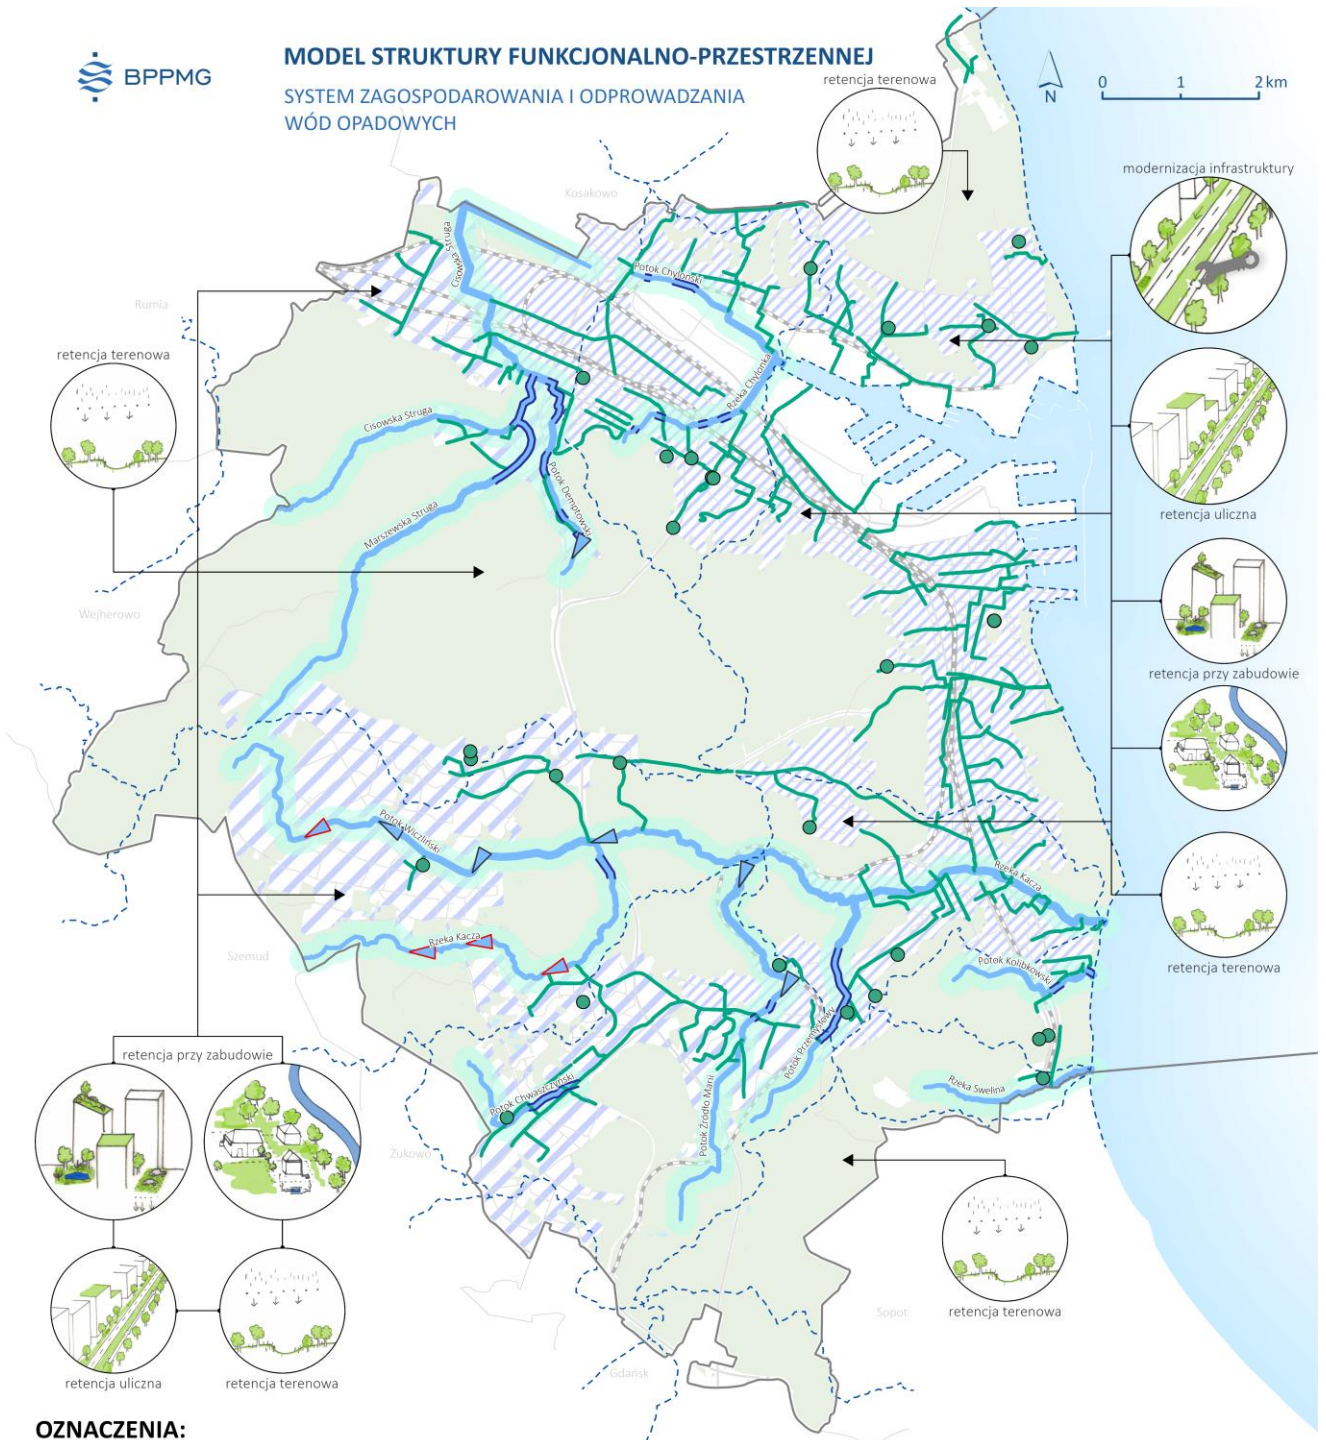 BPPMG
MODEL STRUKTURY FUNKCJONALNO-PRZESTRZENNEJ
SYSTEM ZAGOSPODAROWANIA I ODPROWADZANIA
WÓD OPADOWYCH
retencja terenowa
N
0 1 2 km
modernizacja infrastruktury
Kosakowo
Cisowska Struga
Potok Chyloński
Rumia
retencja terenowa
Rzeka Chylonka
Cisowska Struga
Potok Demptowski
Marszewska Struga
retencja uliczna
Wejherowo
retencja przy zabudowie
Potok Wiczliński
Rzeka Kacza
Rzeka Kacza
Szemud
Potok Kolibkowski
retencja terenowa
Potok Przemysłowy
retencja przy zabudowie
Potok Chwaszczyński
Potok Źródło Marii
Rzeka Swelina
Żukowo
retencja terenowa
Sopot
Gdańsk
retencja uliczna
retencja terenowa
OZNACZENIA: